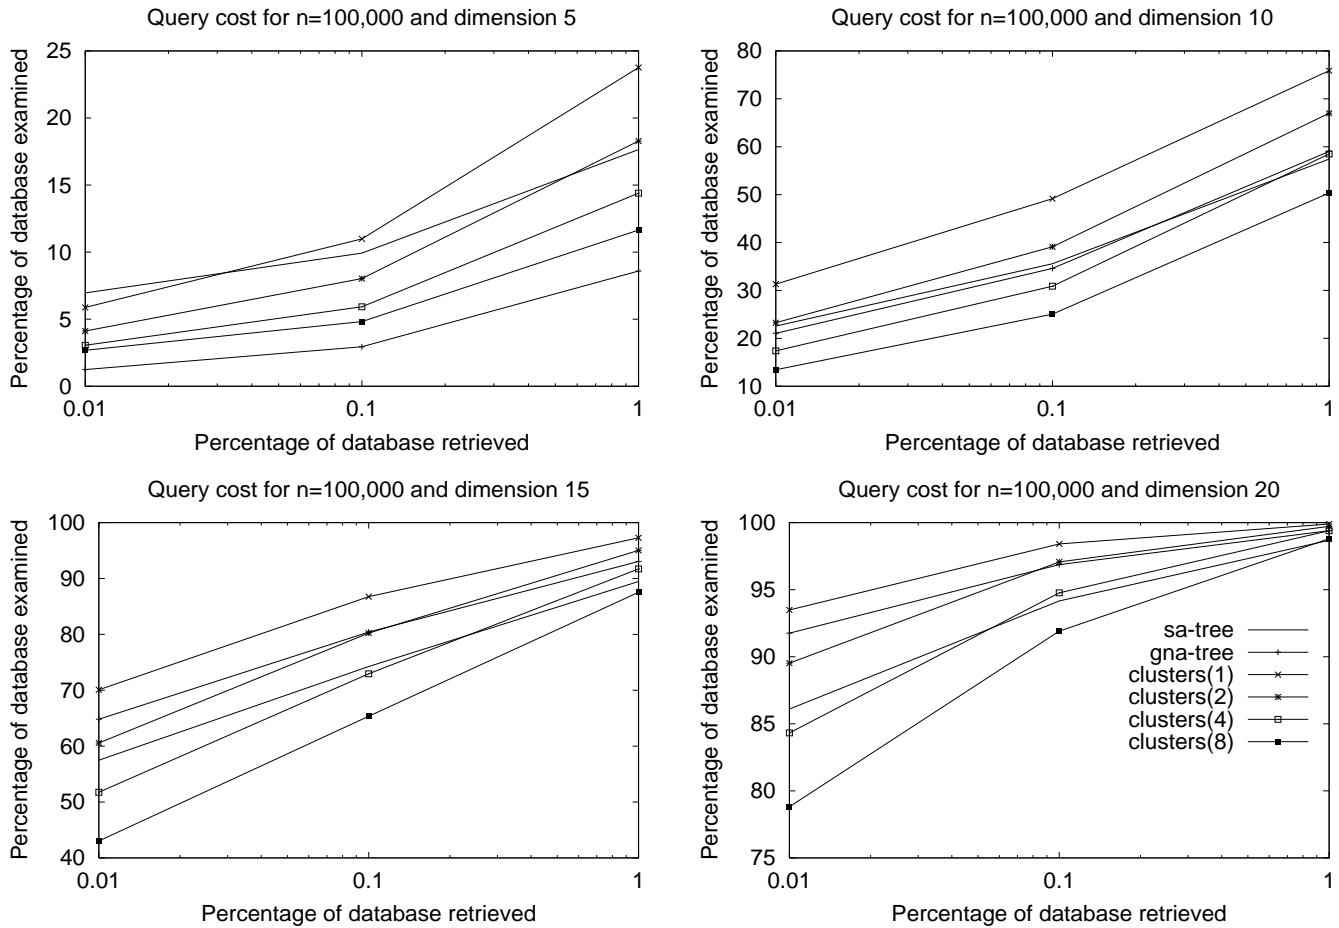 Query cost for n=100,000 and dimension 5
Percentage of database examined
25
20
15
10
5
0
0.01
0.1
1
Percentage of database retrieved
Query cost for n=100,000 and dimension 10
Percentage of database examined
80
70
60
50
40
30
20
10
0.01
0.1
1
Percentage of database retrieved
Query cost for n=100,000 and dimension 15
Percentage of database examined
100
90
80
70
60
50
40
0.01
0.1
1
Percentage of database retrieved
Query cost for n=100,000 and dimension 20
Percentage of database examined
100
95
90
85
80
75
sa-tree
gna-tree
clusters(1)
clusters(2)
clusters(4)
clusters(8)
0.01
0.1
1
Percentage of database retrieved